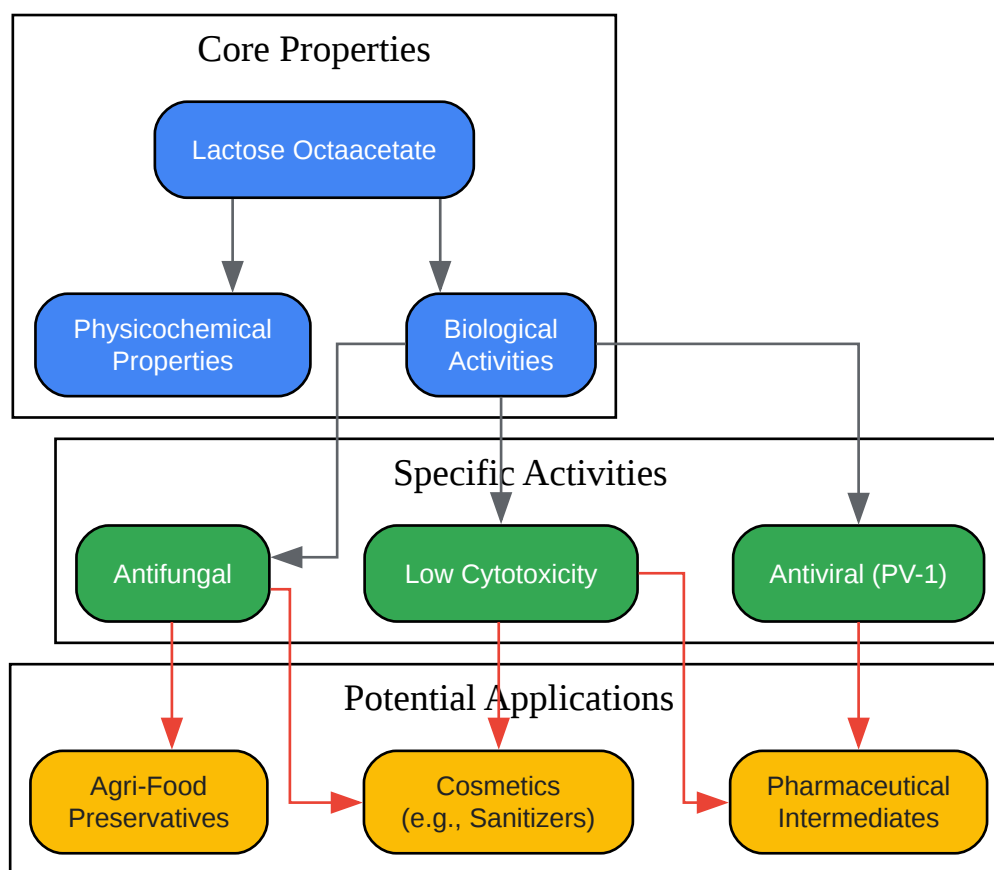 Core Properties
Lactose Octaacetate
Physicochemical
Properties
Biological
Activities
Specific Activities
Antifungal
Low Cytotoxicity
Antiviral (PV-1)
Potential Applications
Agri-Food
Preservatives
Cosmetics
(e.g., Sanitizers)
Pharmaceutical
Intermediates